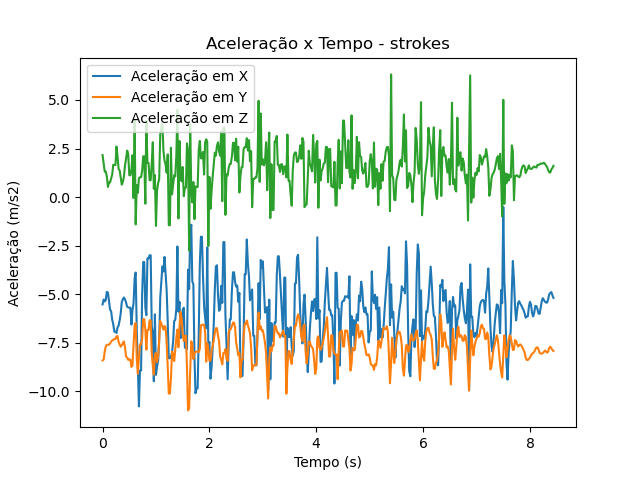 Aceleração x Tempo - strokes
Aceleração em X
Aceleração em Y
Aceleração em Z
Aceleração (m/s2)
5.0
2.5
0.0
−2.5
−5.0
−7.5
−10.0
0 2 4 6 8
Tempo (s)